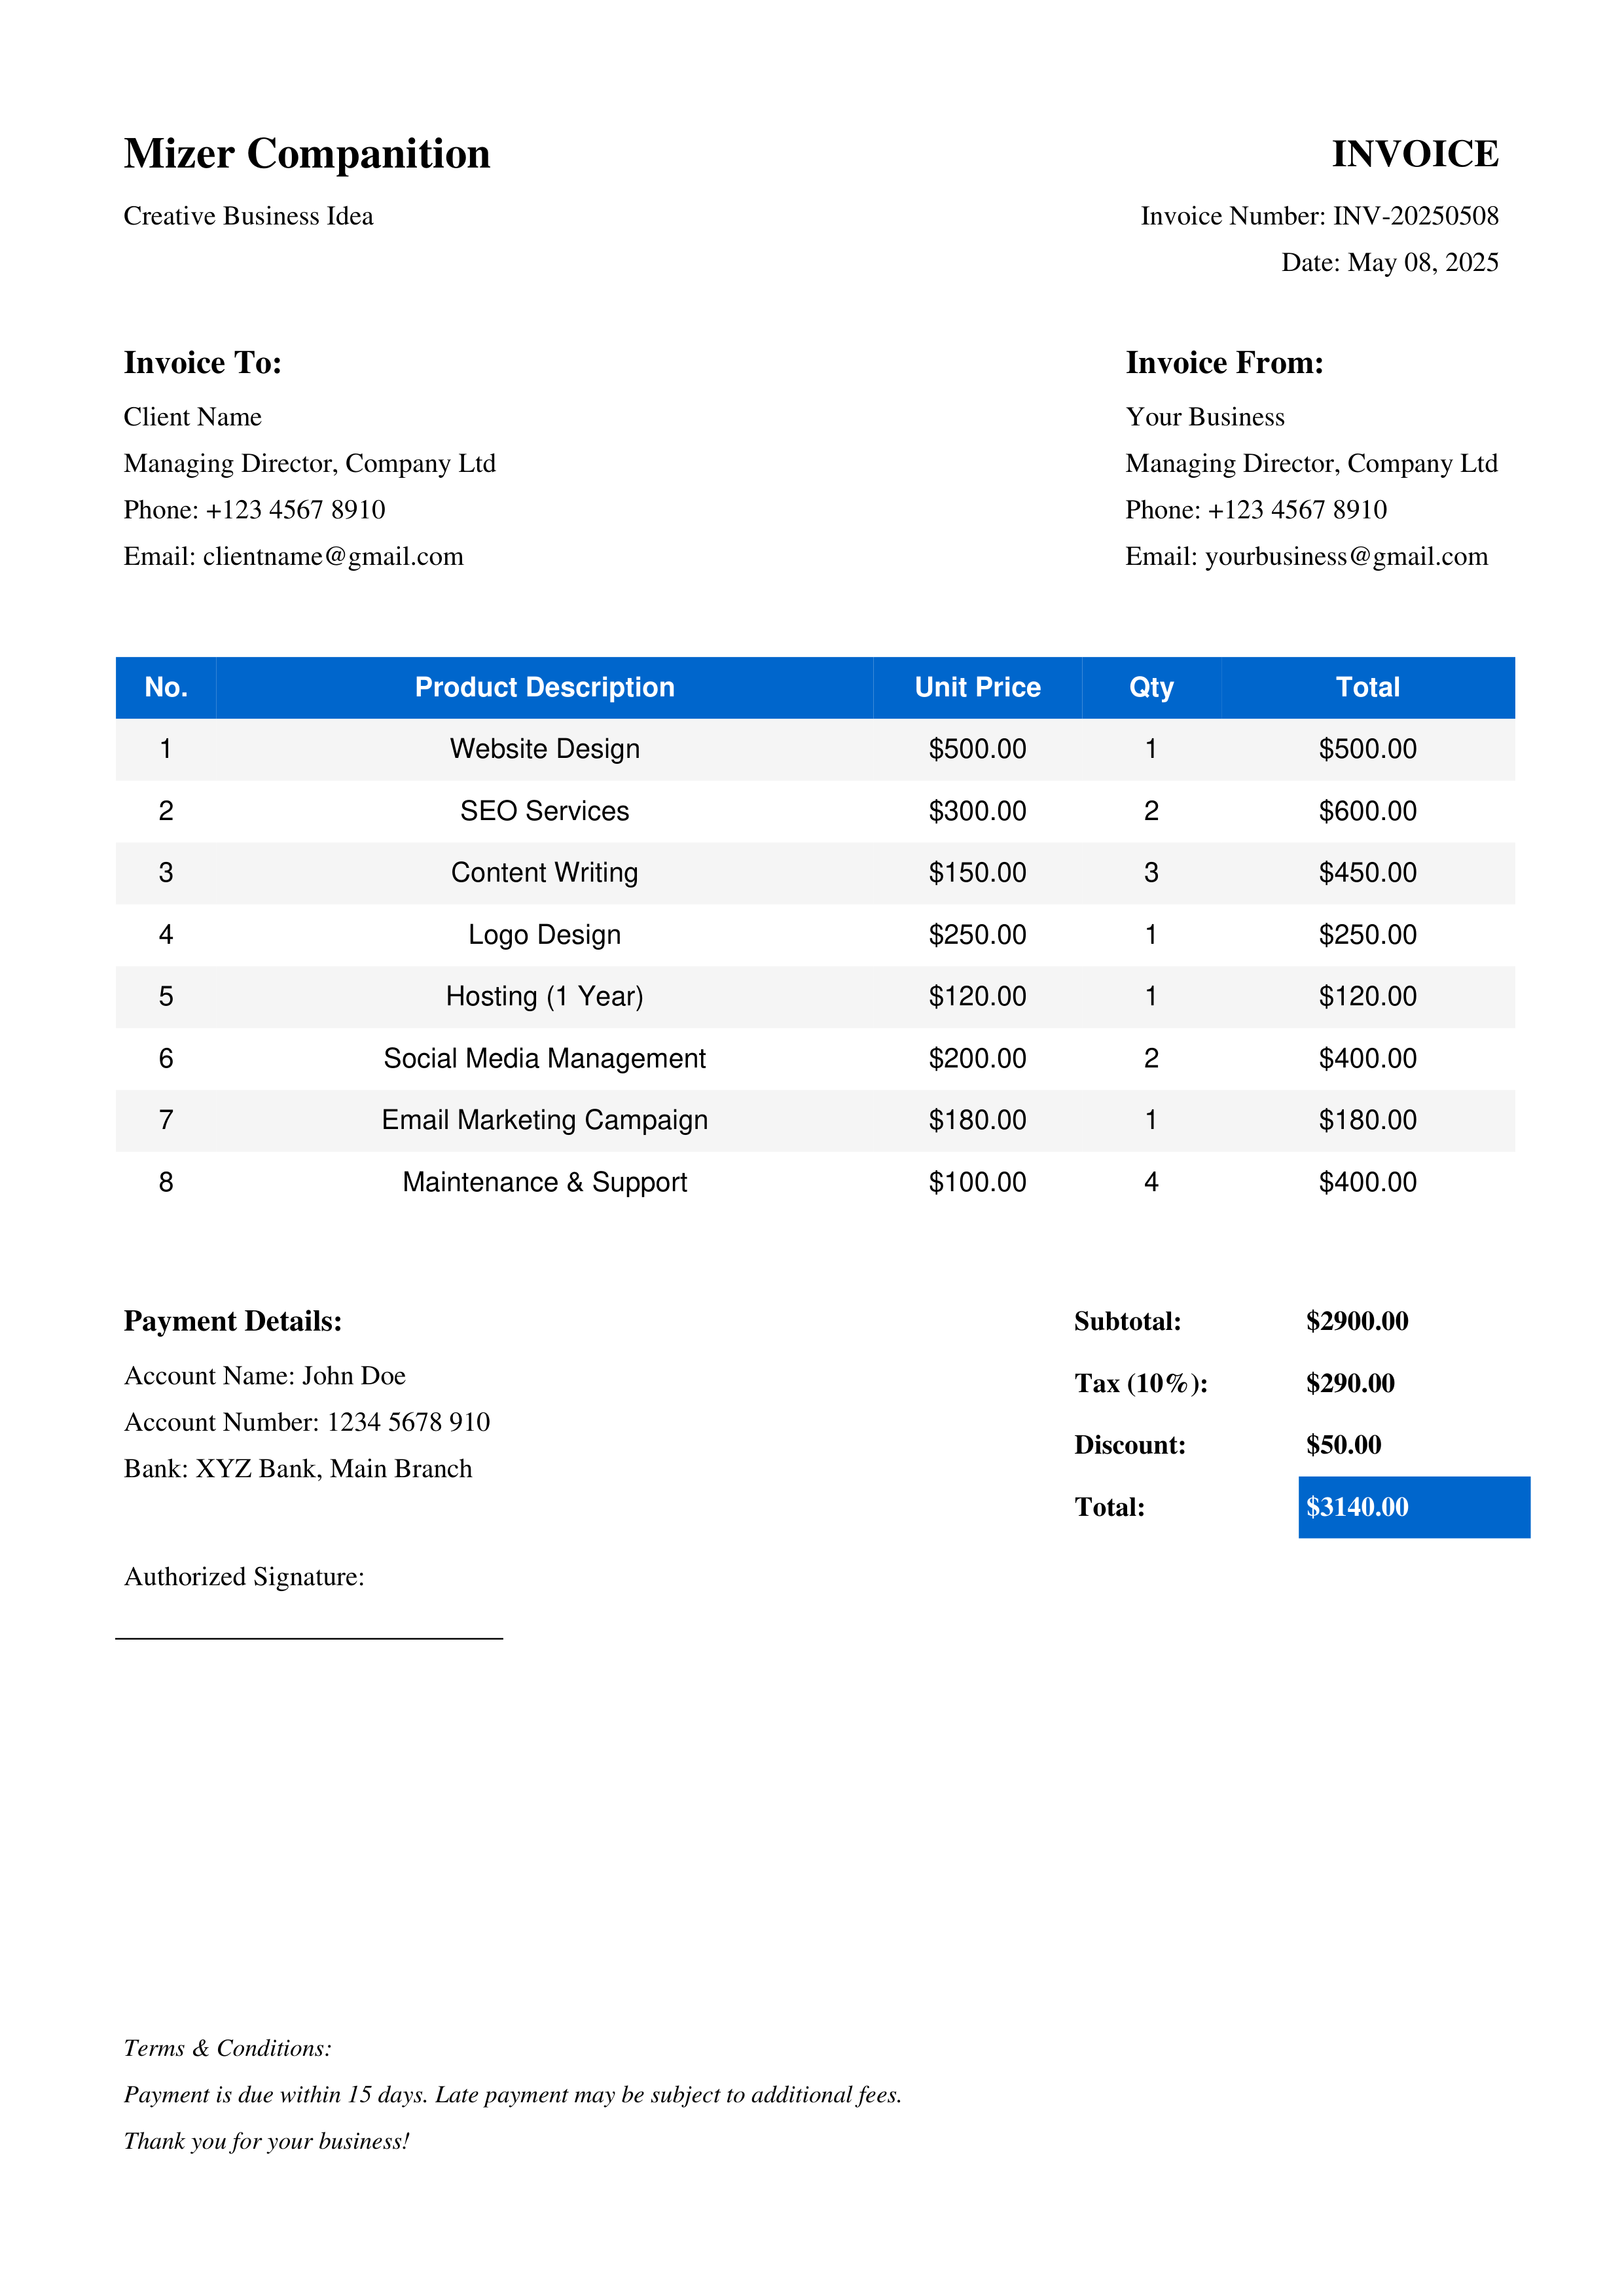 Mizer Companition
INVOICE
Creative Business Idea
Invoice Number: INV-20250508
Date: May 08, 2025
Invoice To:
Client Name
Managing Director, Company Ltd
Phone: +123 4567 8910
Email: clientname@gmail.com
Invoice From:
Your Business
Managing Director, Company Ltd
Phone: +123 4567 8910
Email: yourbusiness@gmail.com
No. Product Description Unit Price Qty Total
1 Website Design $500.00 1 $500.00
2 SEO Services $300.00 2 $600.00
3 Content Writing $150.00 3 $450.00
4 Logo Design $250.00 1 $250.00
5 Hosting (1 Year) $120.00 1 $120.00
6 Social Media Management $200.00 2 $400.00
7 Email Marketing Campaign $180.00 1 $180.00
8 Maintenance & Support $100.00 4 $400.00
Payment Details:
Account Name: John Doe
Account Number: 1234 5678 910
Bank: XYZ Bank, Main Branch
Subtotal: $2900.00
Tax (10%): $290.00
Discount: $50.00
Total: $3140.00
Authorized Signature:
Terms & Conditions:
Payment is due within 15 days. Late payment may be subject to additional fees.
Thank you for your business!